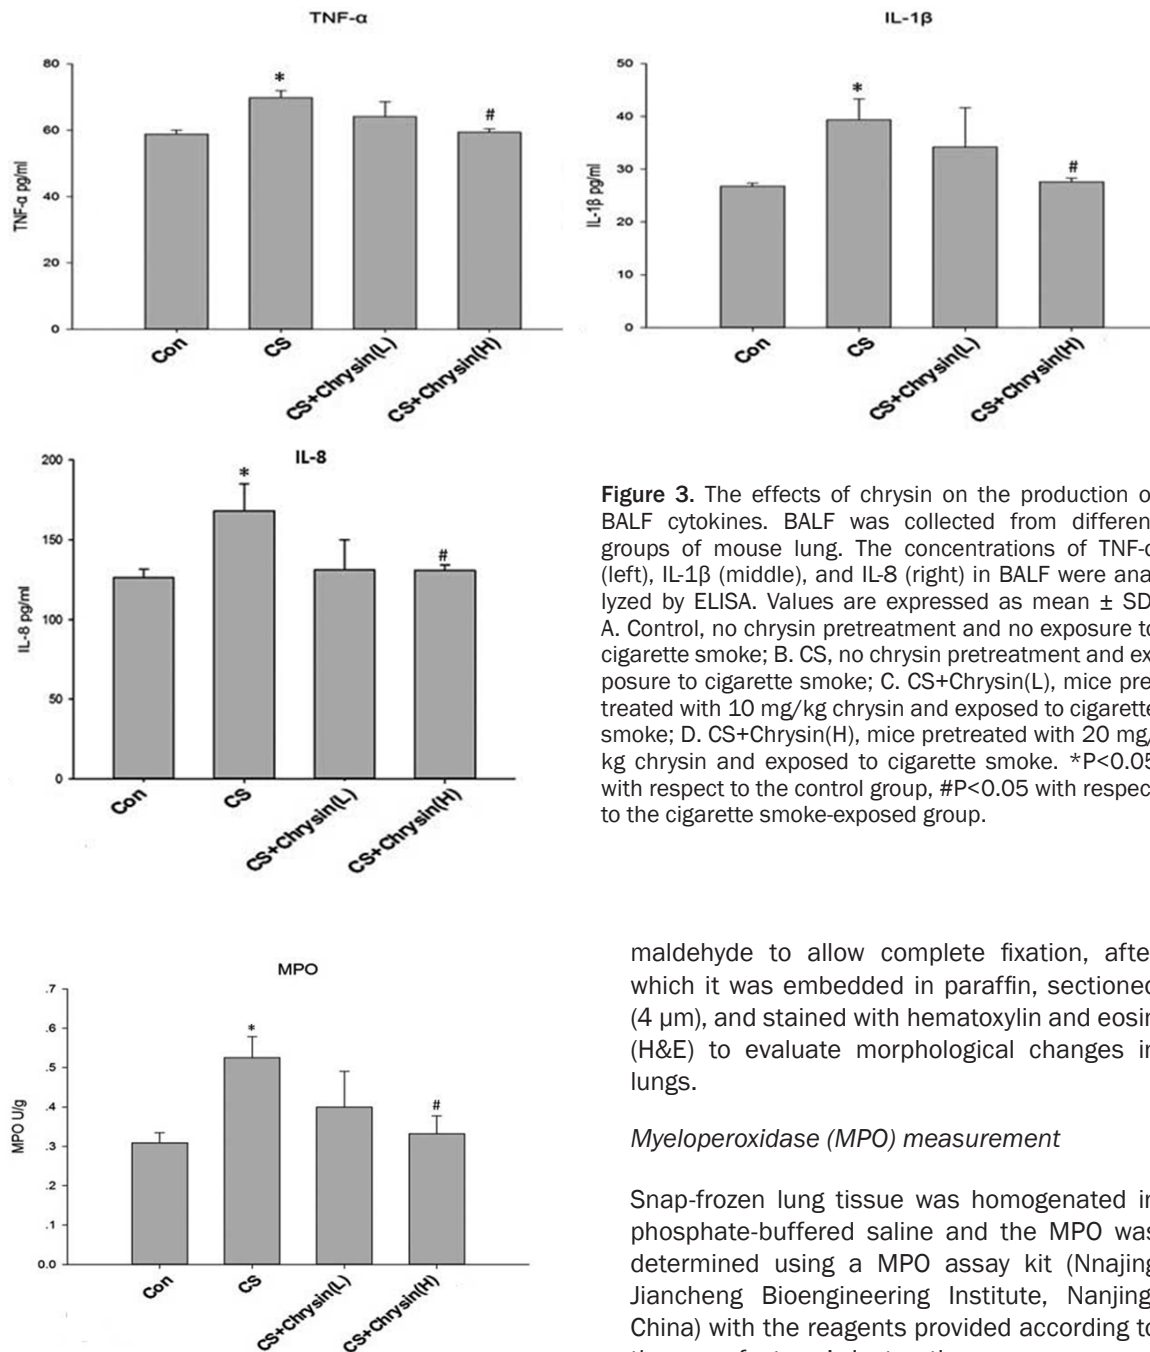 TNF-α
80
60
40
20
0
TNF-α pg/ml
*
#
Con
CS
CS+Chrysin(L)
CS+Chrysin(H)
IL-1β
50
40
30
20
10
0
IL-1β pg/ml
*
#
Con
CS
CS+Chrysin(L)
CS+Chrysin(H)
IL-8
200
150
100
50
0
IL-8 pg/ml
*
#
Con
CS
CS+Chrysin(L)
CS+Chrysin(H)
Figure 3. The effects of chrysin on the production o
BALF cytokines. BALF was collected from differen
groups of mouse lung. The concentrations of TNF-α
(left), IL-1β (middle), and IL-8 (right) in BALF were ana
lyzed by ELISA. Values are expressed as mean ± SD
A. Control, no chrysin pretreatment and no exposure to
cigarette smoke; B. CS, no chrysin pretreatment and ex
posure to cigarette smoke; C. CS+Chrysin(L), mice pre
treated with 10 mg/kg chrysin and exposed to cigarette
smoke; D. CS+Chrysin(H), mice pretreated with 20 mg/
kg chrysin and exposed to cigarette smoke. *P<0.05
with respect to the control group, #P<0.05 with respec
to the cigarette smoke-exposed group.
MPO
.7
.6
.5
.4
.3
.2
.1
0.0
MPO U/g
*
#
Con
CS
CS+Chrysin(L)
CS+Chrysin(H)
maldehyde to allow complete fixation, afte
which it was embedded in paraffin, sectioned
(4 µm), and stained with hematoxylin and eosin
(H&E) to evaluate morphological changes in
lungs.
Myeloperoxidase (MPO) measurement
Snap-frozen lung tissue was homogenated in
phosphate-buffered saline and the MPO was
determined using a MPO assay kit (Nnajing
Jiancheng Bioengineering Institute, Nanjing
China) with the reagents provided according to